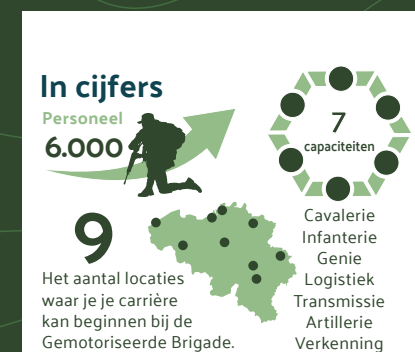 In cijfers
Personeel
6.000
7
capaciteiten
Cavalerie
Infanterie
Genie
Logistiek
Transmissie
Artillerie
Verkenning
9
Het aantal locaties
waar je je carrière
kan beginnen bij de
Gemotoriseerde Brigade.